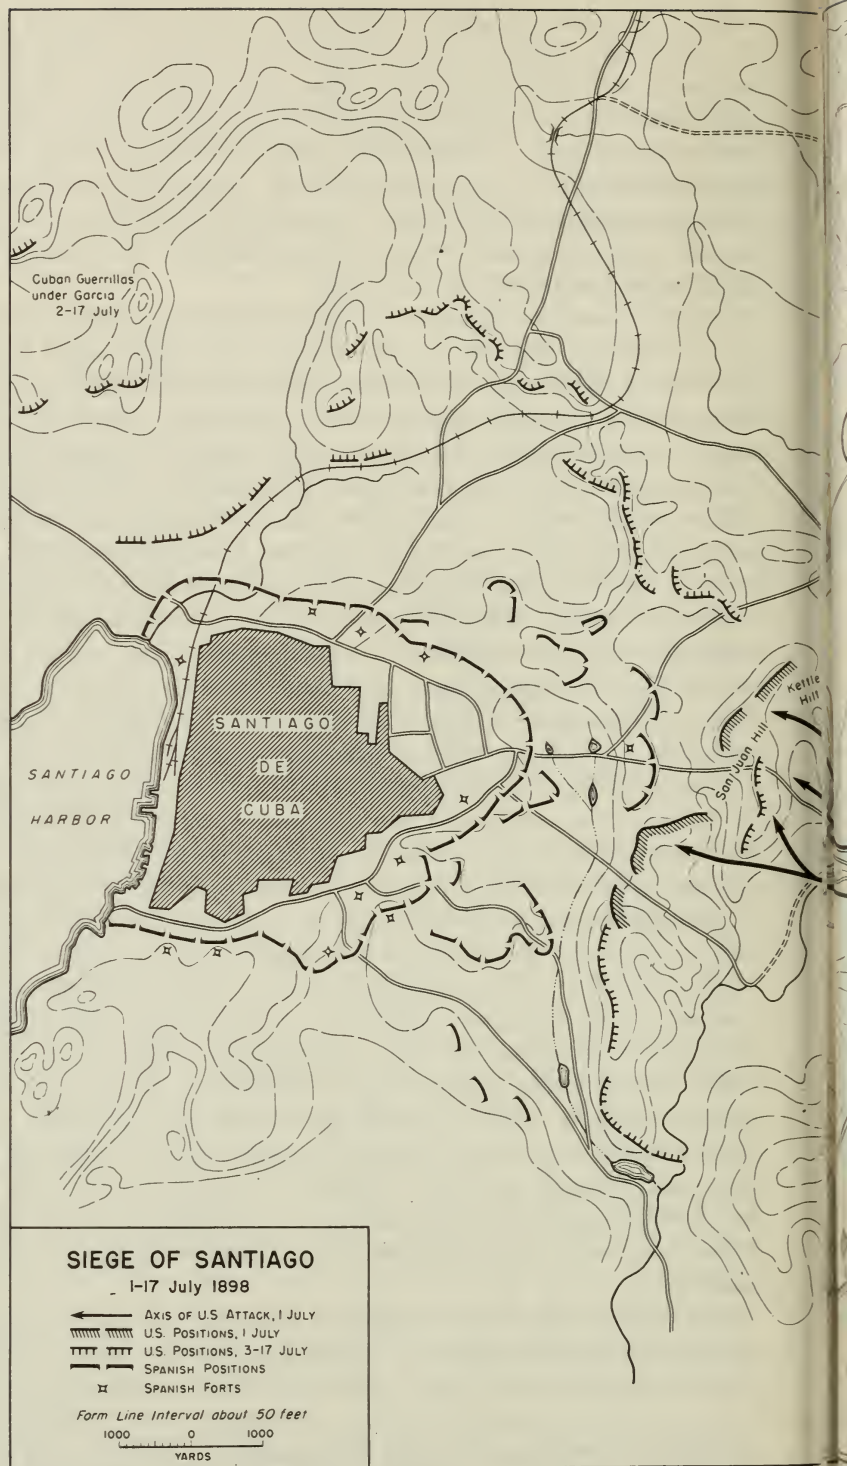 Cuban Guerrillas
under Garcia
2-17 July
Kettle
Hill
San Juan Hill
SANTIAGO
DE
CUBA
SANTIAGO
HARBOR
SIEGE OF SANTIAGO
1-17 July 1898
AXIS OF U.S ATTACK, 1 JULY
U.S. POSITIONS, 1 JULY
U.S. POSITIONS, 3-17 JULY
SPANISH POSITIONS
SPANISH FORTS
Form Line Interval about 50 feet
1000 0 1000
YARDS